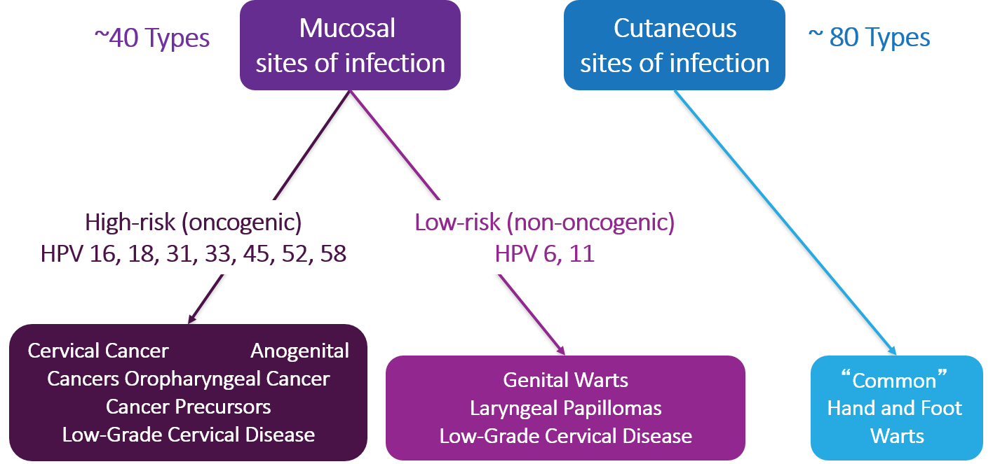 ~40 Types
Mucosal
sites of infection
Cutaneous
sites of infection
~ 80 Types
High-risk (oncogenic)
HPV 16, 18, 31, 33, 45, 52, 58
Low-risk (non-oncogenic)
HPV 6, 11
Cervical Cancer Anogenital
Cancers Oropharyngeal Cancer
Cancer Precursors
Low-Grade Cervical Disease
Genital Warts
Laryngeal Papillomas
Low-Grade Cervical Disease
“Common”
Hand and Foot
Warts